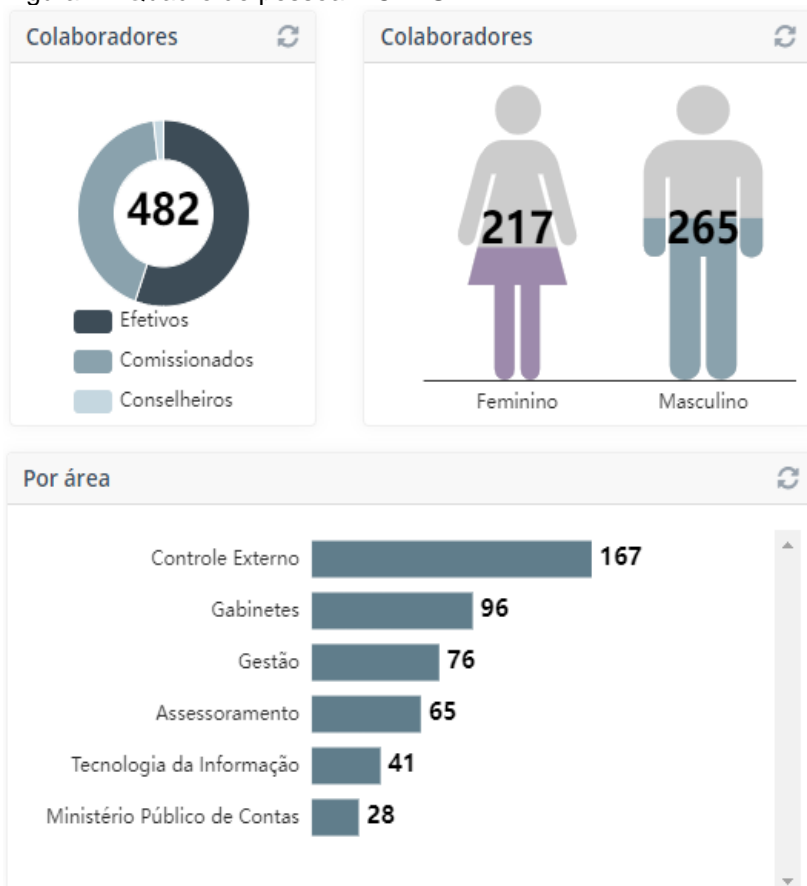 Colaboradores
482
Efetivos
Comissionados
Conselheiros
Colaboradores
217
265
Feminino
Masculino
Por área
Controle Externo 167
Gabinetes 96
Gestão 76
Assessoramento 65
Tecnologia da Informação 41
Ministério Público de Contas 28